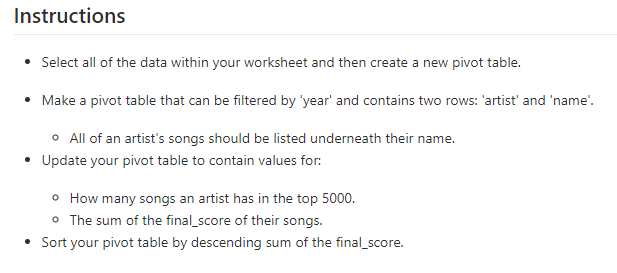 Instructions
Select all of the data within your worksheet and then create a new pivot table.
Make a pivot table that can be filtered by 'year' and contains two rows: 'artist' and 'name'.
All of an artist's songs should be listed underneath their name.
Update your pivot table to contain values for:
How many songs an artist has in the top 5000.
The sum of the final_score of their songs.
Sort your pivot table by descending sum of the final_score.